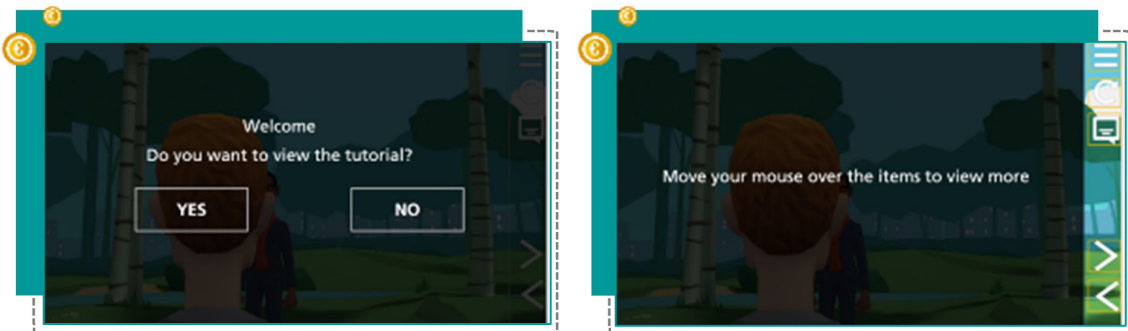 Welcome
Do you want to view the tutorial?
YES
NO
Move your mouse over the items to view more